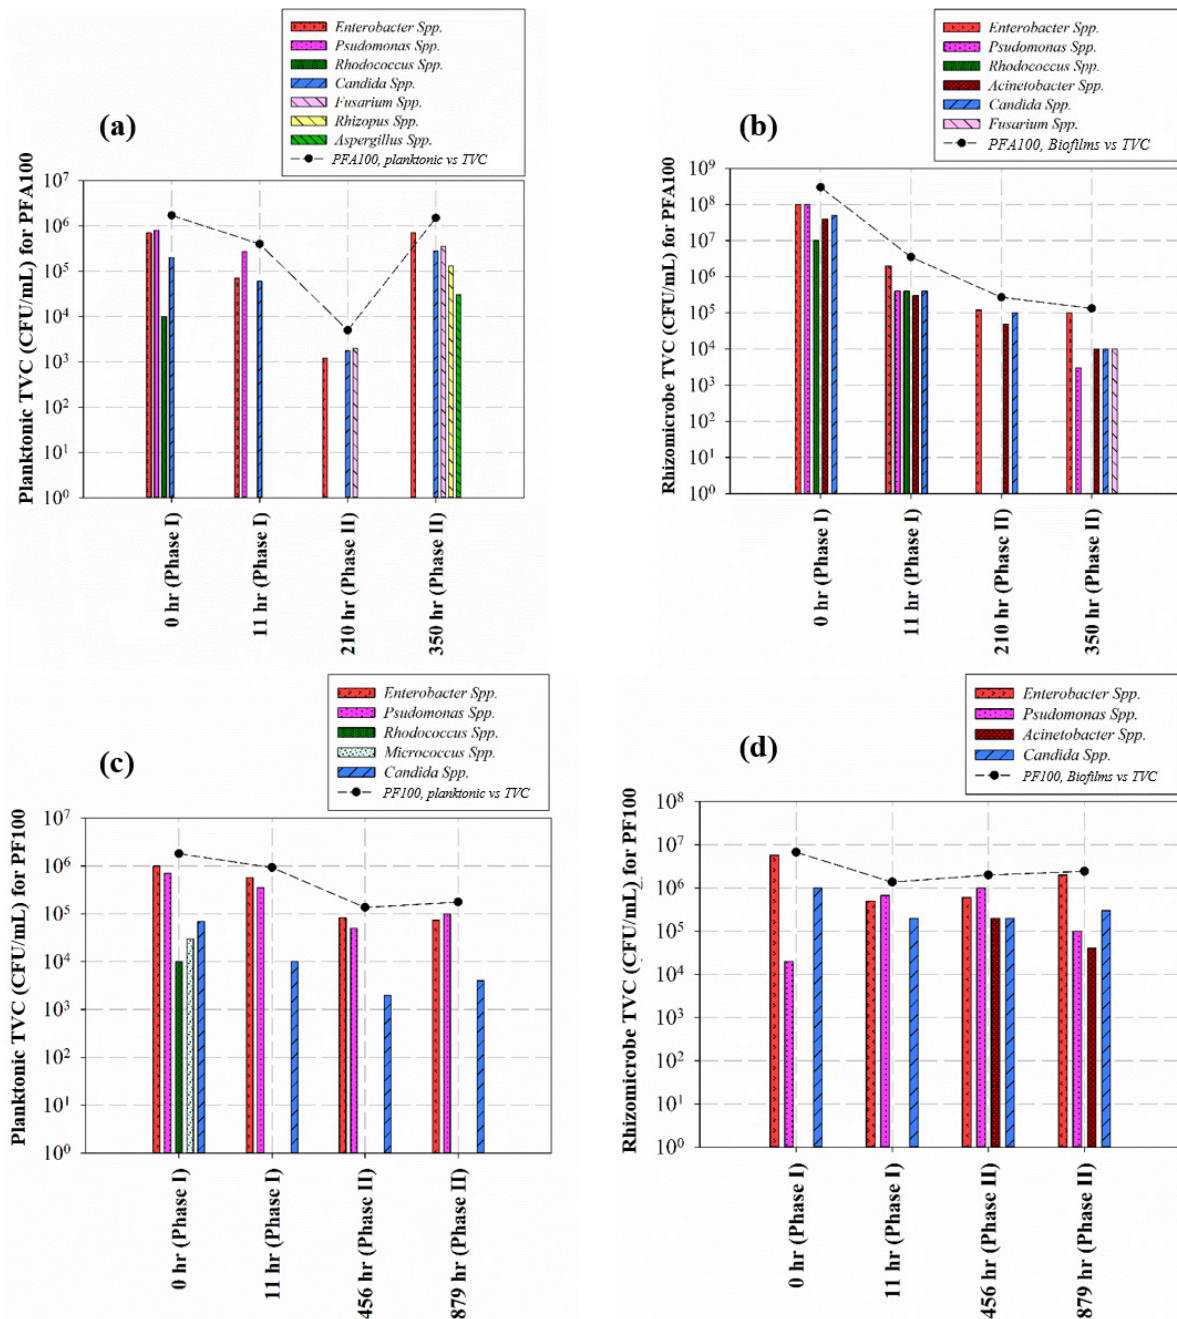 (a)
Enterobacter Spp.
Psudomonas Spp.
Rhodococcus Spp.
Candida Spp.
Fusarium Spp.
Rhizopus Spp.
Aspergillus Spp.
PFA100, planktonic vs TVC
Planktonic TVC (CFU/mL) for PFA100
10⁷
10⁶
10⁵
10⁴
10³
10²
10¹
10⁰
0 hr (Phase I)
11 hr (Phase I)
210 hr (Phase II)
350 hr (Phase II)
(b)
Enterobacter Spp.
Psudomonas Spp.
Rhodococcus Spp.
Acinetobacter Spp.
Candida Spp.
Fusarium Spp.
PFA100, Biofilms vs TVC
Rhizomicrobe TVC (CFU/mL) for PFA100
10⁹
10⁸
10⁷
10⁶
10⁵
10⁴
10³
10²
10¹
10⁰
0 hr (Phase I)
11 hr (Phase I)
210 hr (Phase II)
350 hr (Phase II)
(c)
Enterobacter Spp.
Psudomonas Spp.
Rhodococcus Spp.
Micrococcus Spp.
Candida Spp.
PF100, planktonic vs TVC
Planktonic TVC (CFU/mL) for PF100
10⁷
10⁶
10⁵
10⁴
10³
10²
10¹
10⁰
0 hr (Phase I)
11 hr (Phase I)
456 hr (Phase II)
879 hr (Phase II)
(d)
Enterobacter Spp.
Psudomonas Spp.
Acinetobacter Spp.
Candida Spp.
PF100, Biofilms vs TVC
Rhizomicrobe TVC (CFU/mL) for PF100
10⁸
10⁷
10⁶
10⁵
10⁴
10³
10²
10¹
10⁰
0 hr (Phase I)
11 hr (Phase I)
456 hr (Phase II)
879 hr (Phase II)